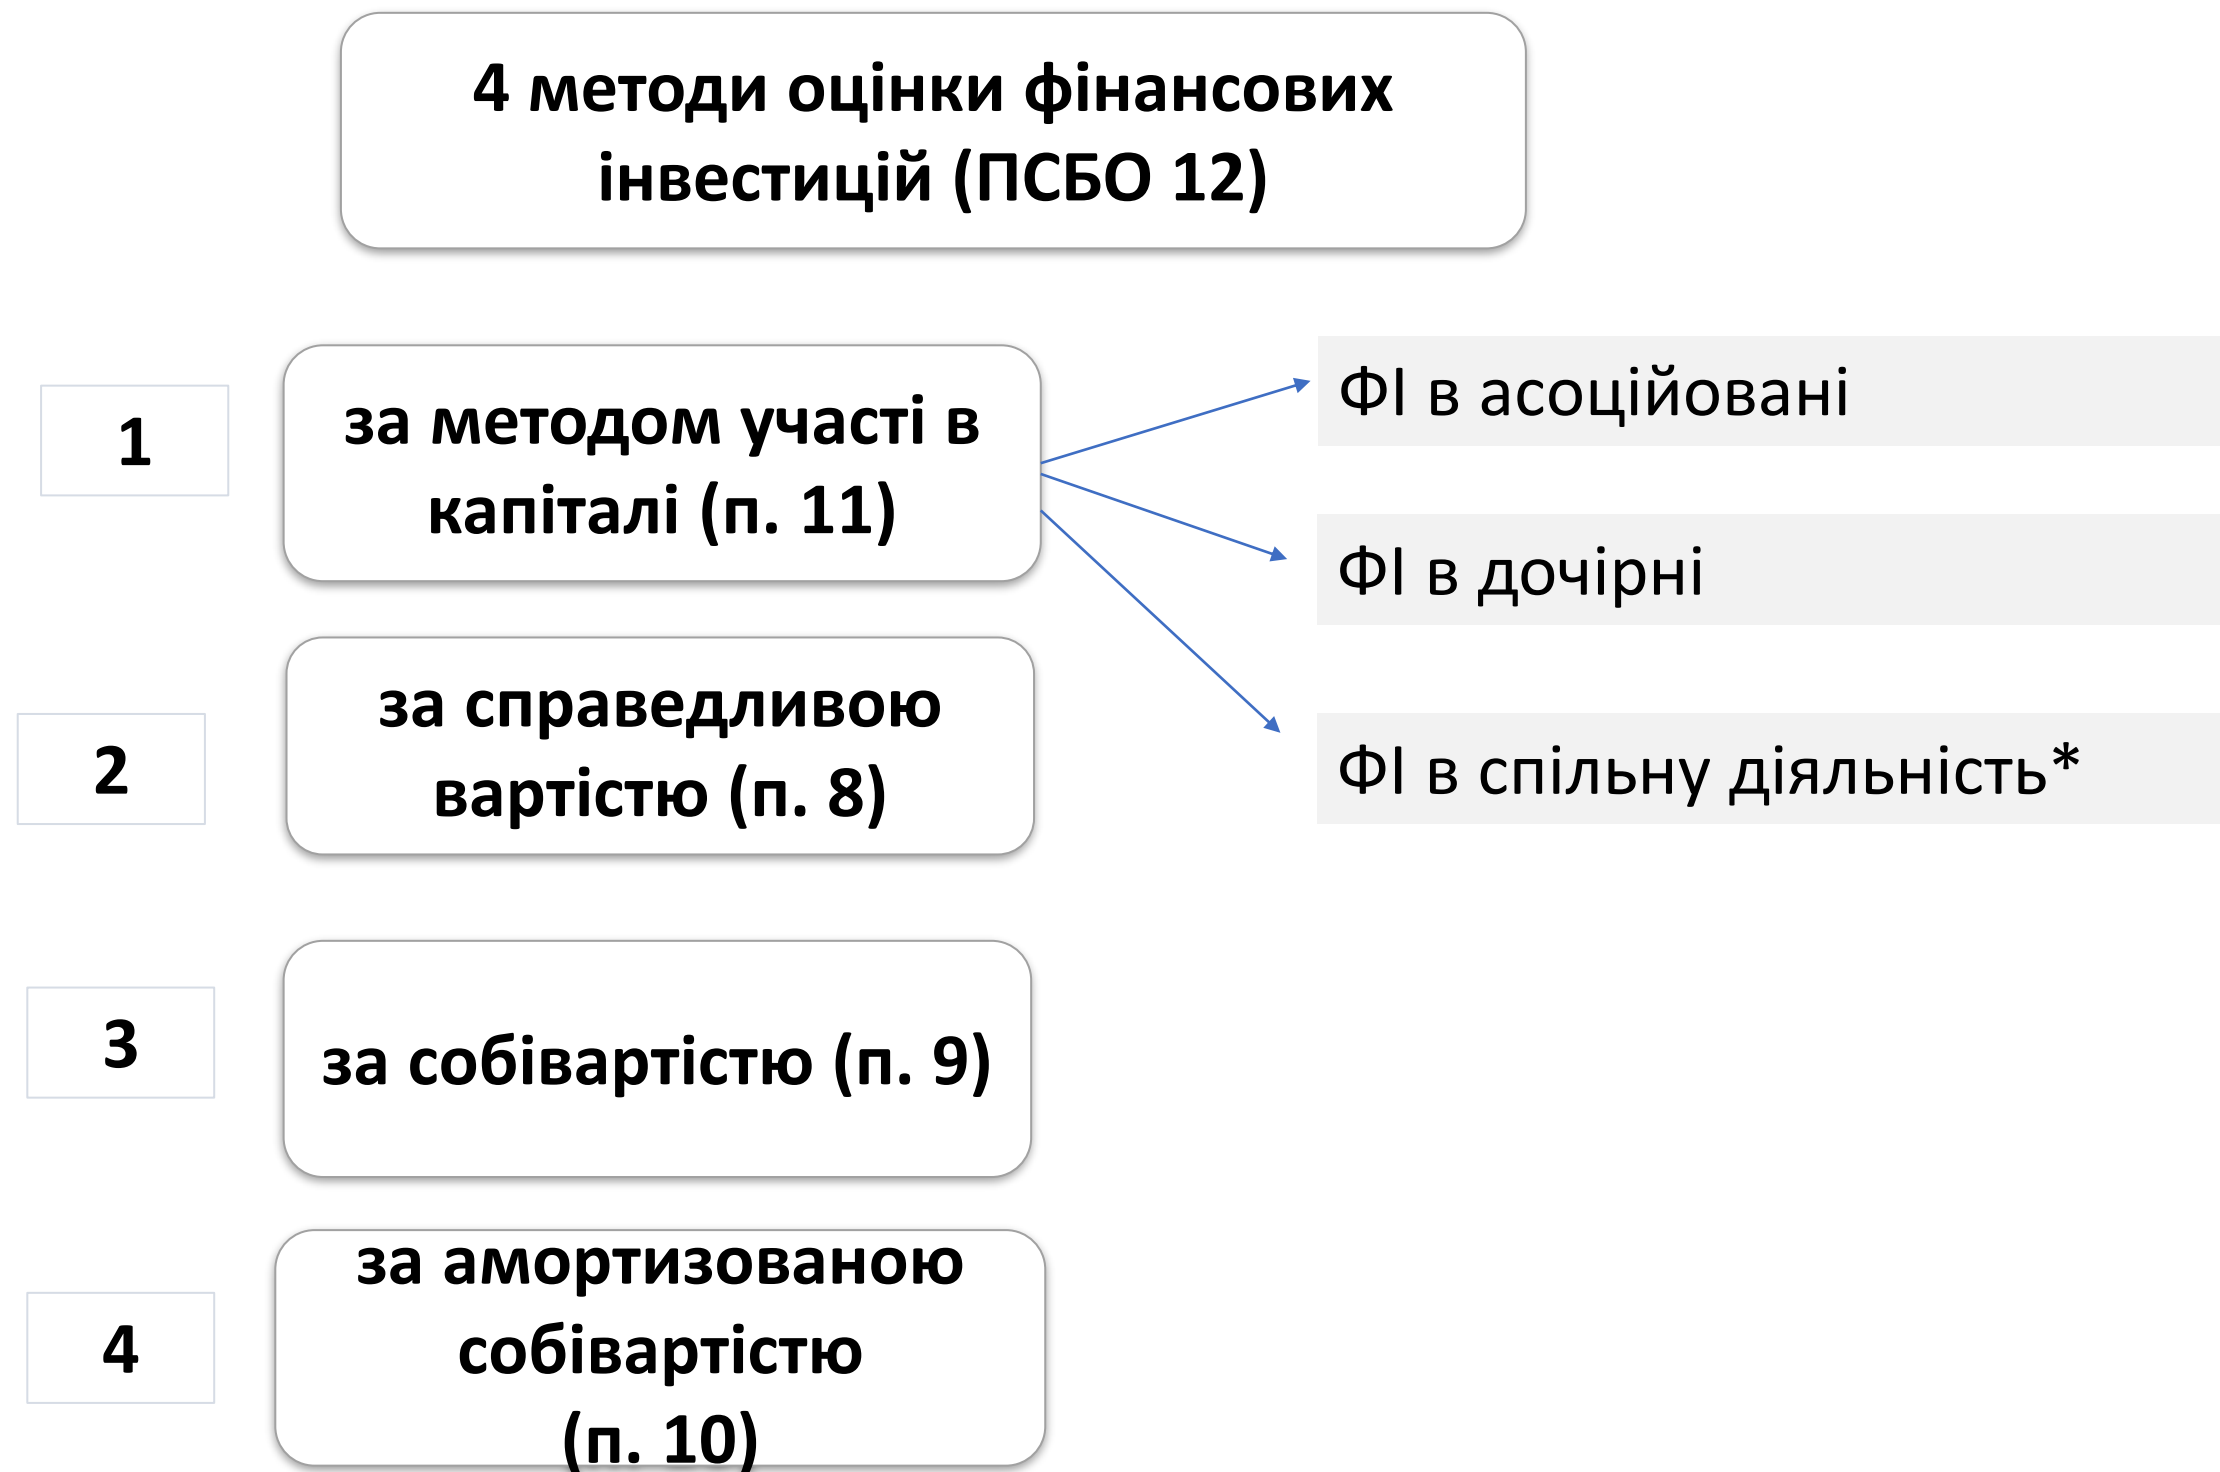 4 методи оцінки фінансових
інвестицій (ПСБО 12)
1
за методом участі в
капіталі (п. 11)
ФІ в асоційовані
ФІ в дочірні
ФІ в спільну діяльність*
2
за справедливою
вартістю (п. 8)
3
за собівартістю (п. 9)
4
за амортизованою
собівартістю
(п. 10)